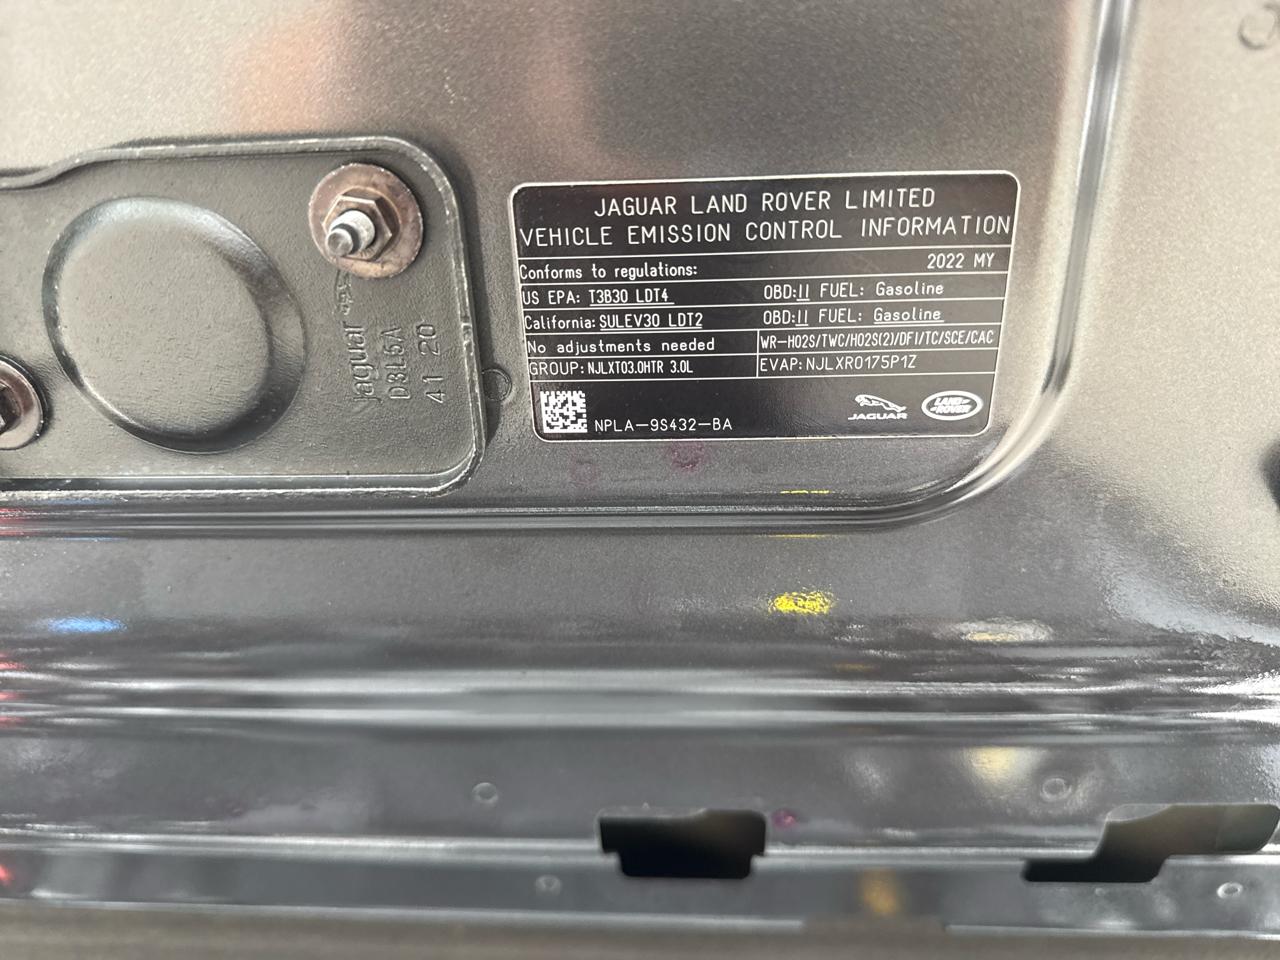 JAGUAR LAND ROVER LIMITED
VEHICLE EMISSION CONTROL INFORMATION
2022 MY
Conforms to regulations:
US EPA: T3B30 LDT4 OBD:II FUEL: Gasoline
California: SULEV30 LDT2 OBD:II FUEL: Gasoline
No adjustments needed WR-HO2S/TWC/HO2S(2)/DFI/TC/SCE/CAC
GROUP: NJLXT03.0HTR 3.0L EVAP: NJLXR0175P1Z
NPLA-9S432-BA
JAGUAR
LAND-
ROVER
Jaguar
D3L5A
41 20